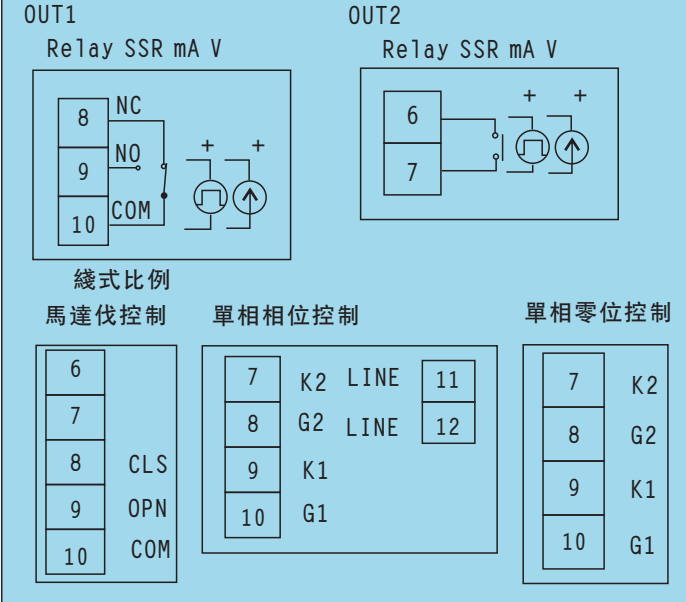 OUT1
Relay SSR mA V
8 NC
9 NO
10 COM
+ +
OUT2
Relay SSR mA V
6
7
+ +
綫式比例
馬達伐控制
6
7
8 CLS
9 OPN
10 COM
單相相位控制
7 K2 LINE 11
8 G2 LINE 12
9 K1
10 G1
單相零位控制
7 K2
8 G2
9 K1
10 G1